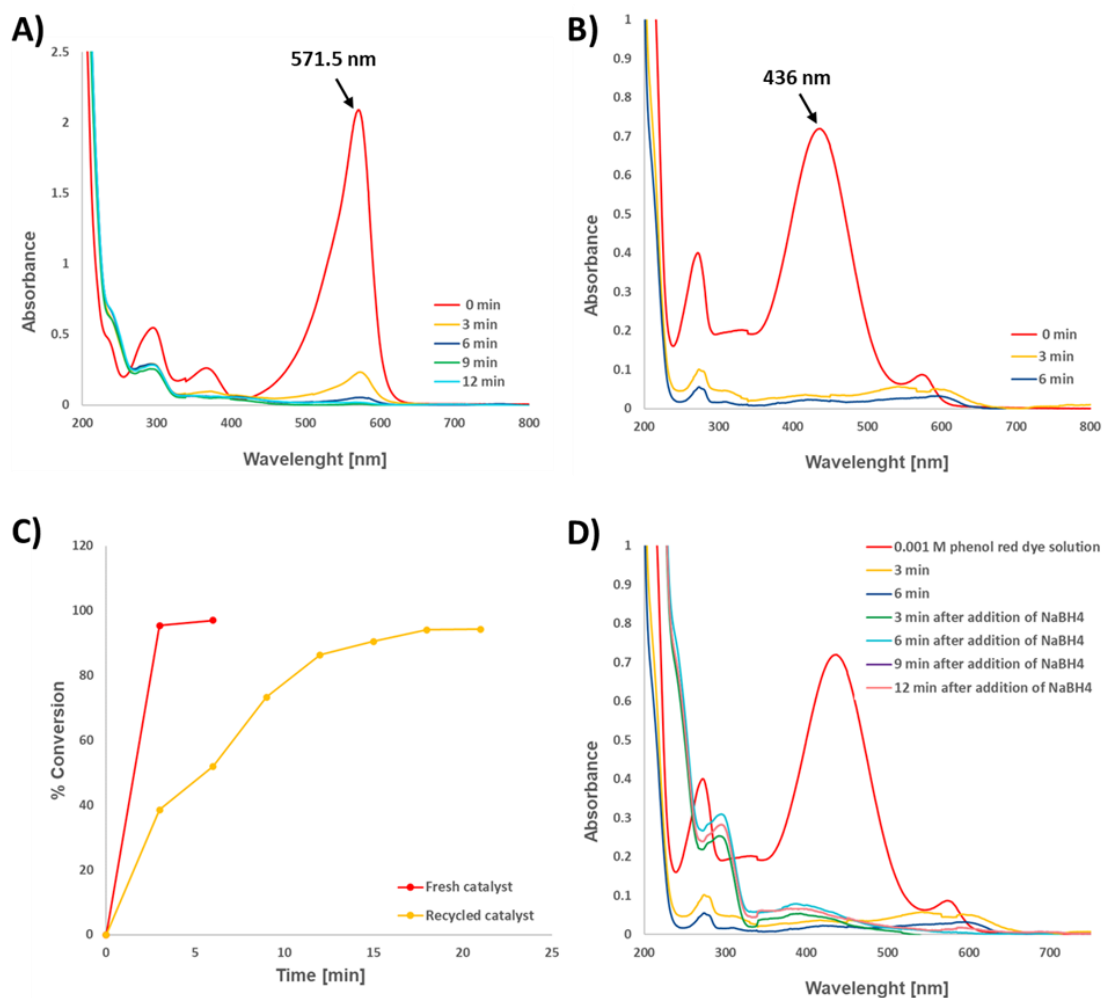 A)
571.5 nm
2.5
2
1.5
1
0.5
0
Absorbance
200 300 400 500 600 700 800
Wavelenght [nm]
0 min
3 min
6 min
9 min
12 min
B)
436 nm
1
0.9
0.8
0.7
0.6
0.5
0.4
0.3
0.2
0.1
0
Absorbance
200 300 400 500 600 700 800
Wavelenght [nm]
0 min
3 min
6 min
C)
120
100
80
60
40
20
0
% Conversion
0 5 10 15 20 25
Time [min]
Fresh catalyst
Recycled catalyst
D)
1
0.9
0.8
0.7
0.6
0.5
0.4
0.3
0.2
0.1
0
Absorbance
200 300 400 500 600 700
Wavelenght [nm]
0.001 M phenol red dye solution
3 min
6 min
3 min after addition of NaBH4
6 min after addition of NaBH4
9 min after addition of NaBH4
12 min after addition of NaBH4